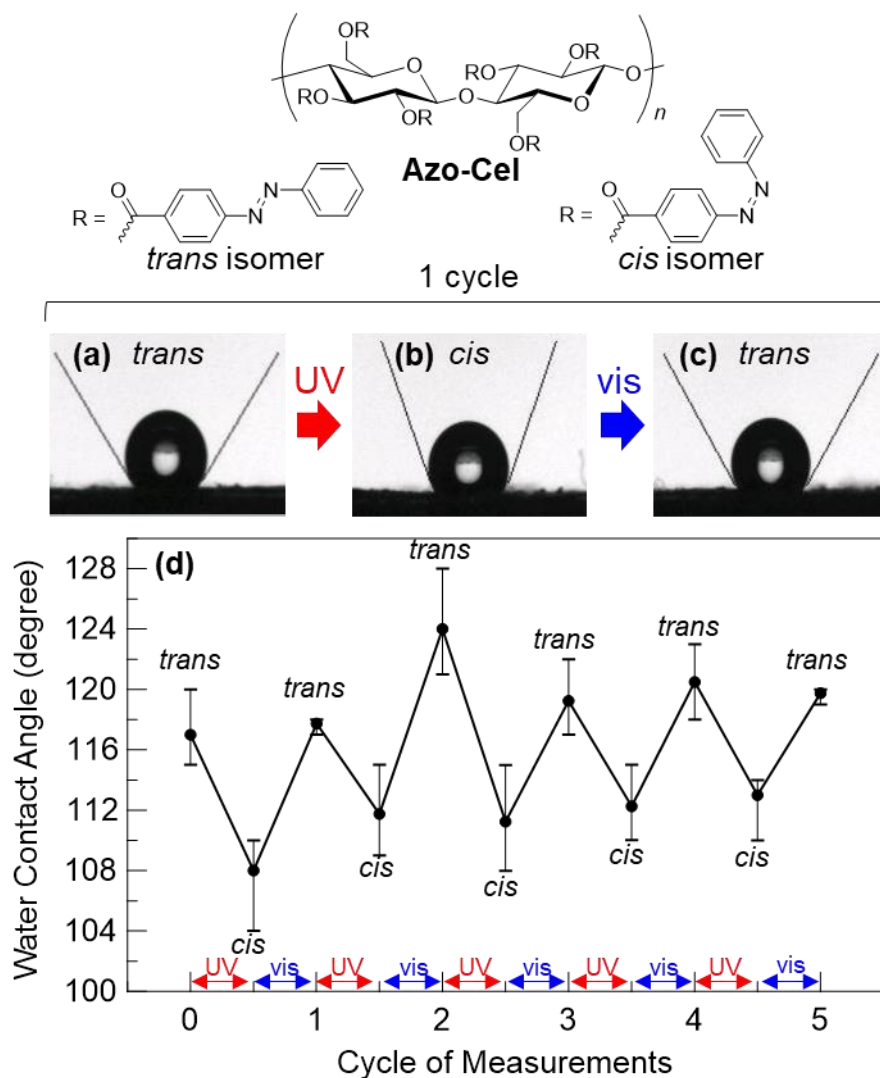 OR
RO
OR
O
O
RO
RO
OR
O
O
OR
RO
n
Azo-Cel
O
N
N
R =
trans isomer
O
N
N
R =
cis isomer
1 cycle
(a) trans
UV
(b) cis
vis
(c) trans
(d)
Water Contact Angle (degree)
128
124
120
116
112
108
104
100
trans
trans
trans
trans
trans
trans
cis
cis
cis
cis
cis
UV vis UV vis UV vis UV vis UV vis
0 1 2 3 4 5
Cycle of Measurements